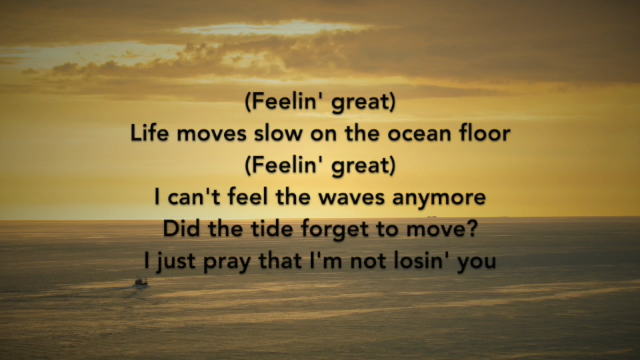 (Feelin' great)
Life moves slow on the ocean floor
(Feelin' great)
I can't feel the waves anymore
Did the tide forget to move?
I just pray that I'm not losin' you